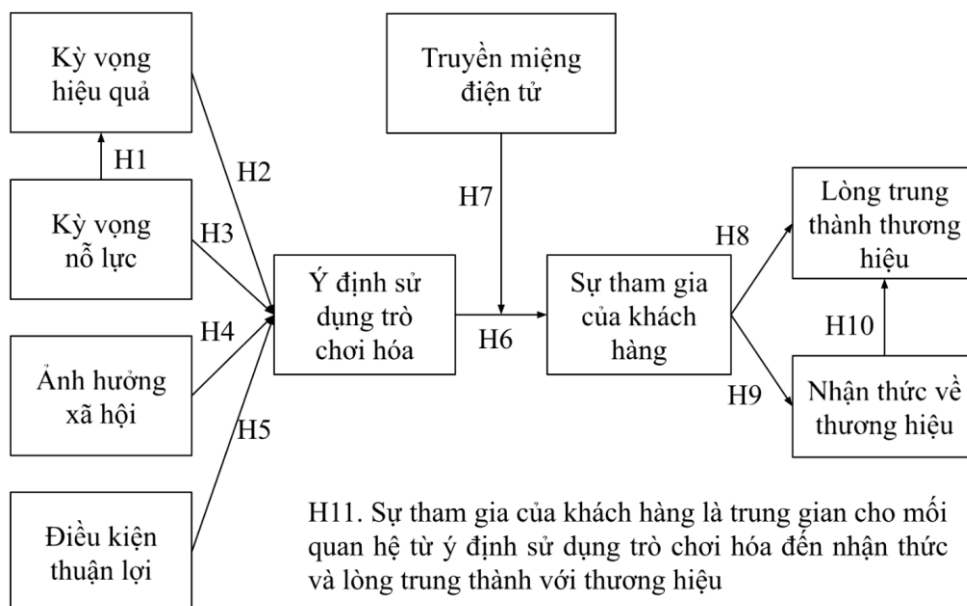 Kỳ vọng
hiệu quả
Truyền miệng
điện tử
H1
H2
H7
Kỳ vọng
nỗ lực
H3
Lòng trung
thành thương
hiệu
H8
Ý định sử
dụng trò
chơi hóa
H6
Sự tham gia
của khách
hàng
H10
H4
Ảnh hưởng
xã hội
H9
Nhận thức về
thương hiệu
H5
Điều kiện
thuận lợi
H11. Sự tham gia của khách hàng là trung gian cho mối
quan hệ từ ý định sử dụng trò chơi hóa đến nhận thức
và lòng trung thành với thương hiệu